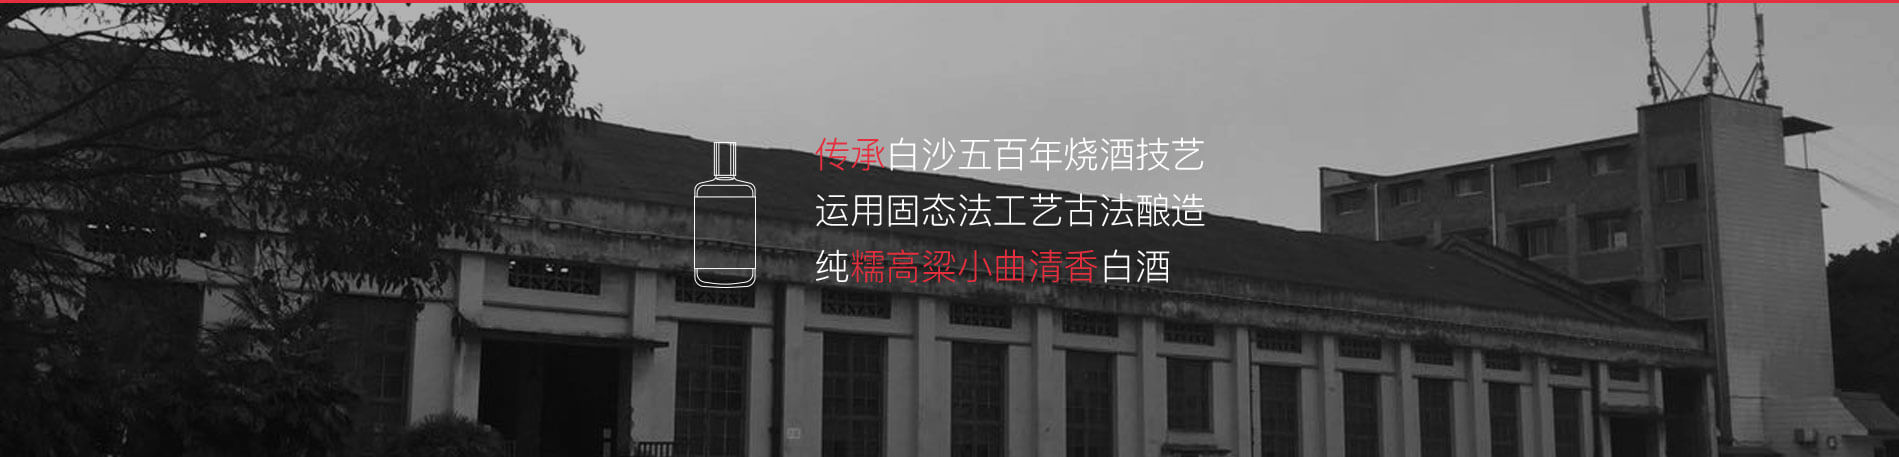 传承白沙五百年烧酒技艺
运用固态法工艺古法酿造
纯糯高粱小曲清香白酒